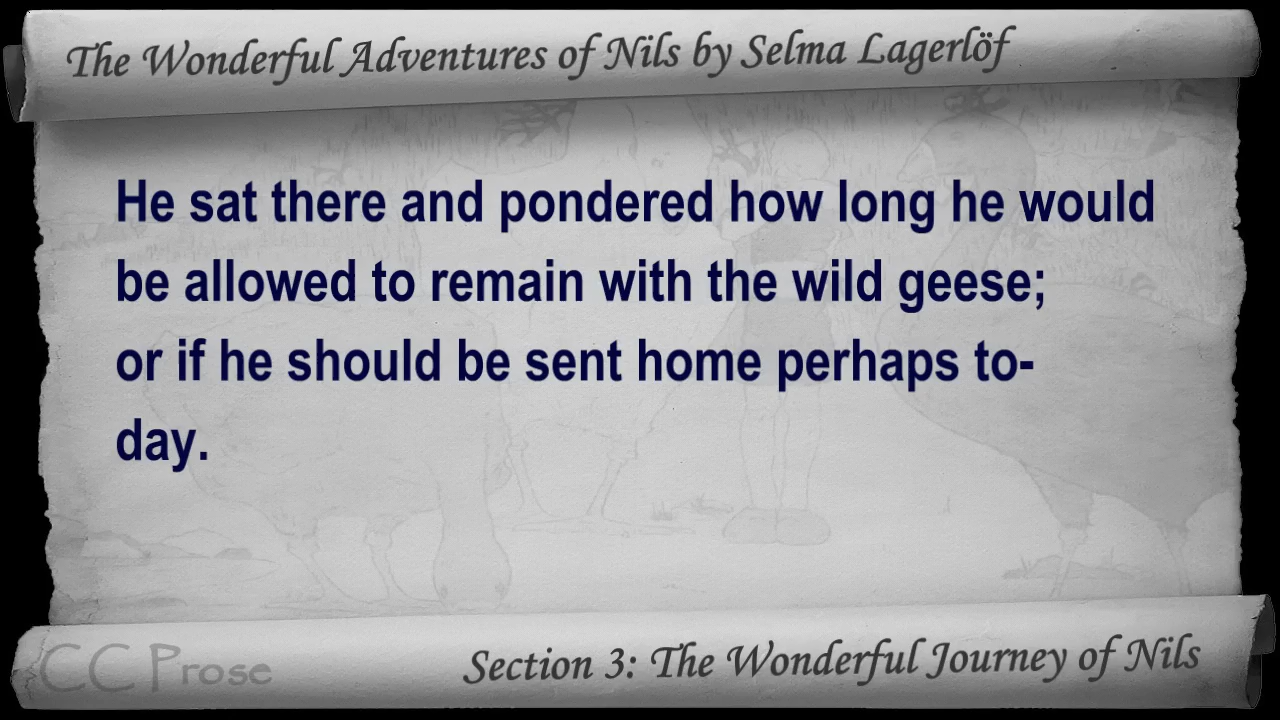 The Wonderful Adventures of Nils by Selma Lagerlöf
He sat there and pondered how long he would
be allowed to remain with the wild geese;
or if he should be sent home perhaps to-
day.
CC Prose
Section 3: The Wonderful Journey of Nils